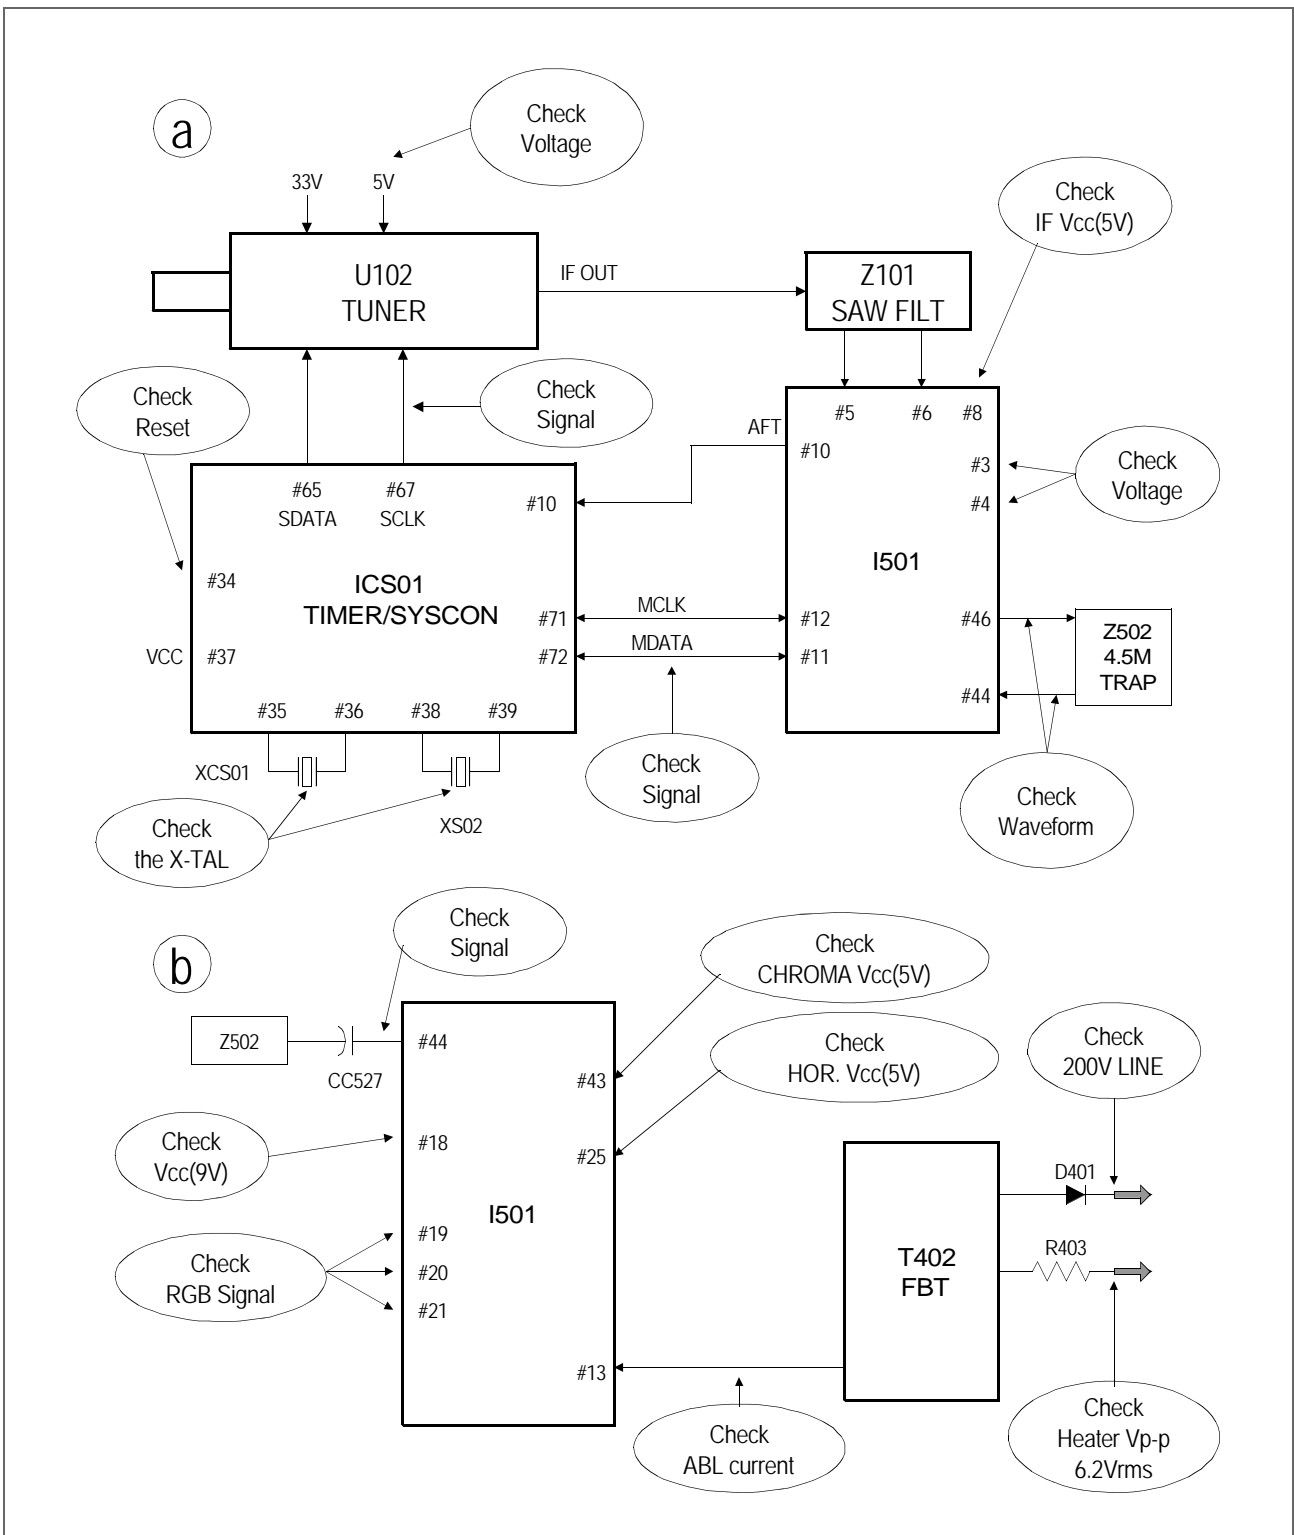 a
Check
Voltage
33V
5V
Check
IF Vcc(5V)
U102
TUNER
IF OUT
Z101
SAW FILT
Check
Reset
Check
Signal
AFT
#5
#6
#8
#10
#3
#4
Check
Voltage
#65
SDATA
#67
SCLK
#10
#34
ICS01
TIMER/SYSCON
I501
#71
MCLK
#12
#46
Z502
4.5M
TRAP
VCC
#37
#72
MDATA
#11
#44
#35
#36
#38
#39
XCS01
XS02
Check
Signal
Check
Waveform
Check
the X-TAL
b
Check
Signal
Check
CHROMA Vcc(5V)
Z502
CC527
#44
#43
Check
HOR. Vcc(5V)
Check
200V LINE
Check
Vcc(9V)
#18
#25
D401
I501
#19
#20
#21
Check
RGB Signal
T402
FBT
R403
#13
Check
ABL current
Check
Heater Vp-p
6.2Vrms